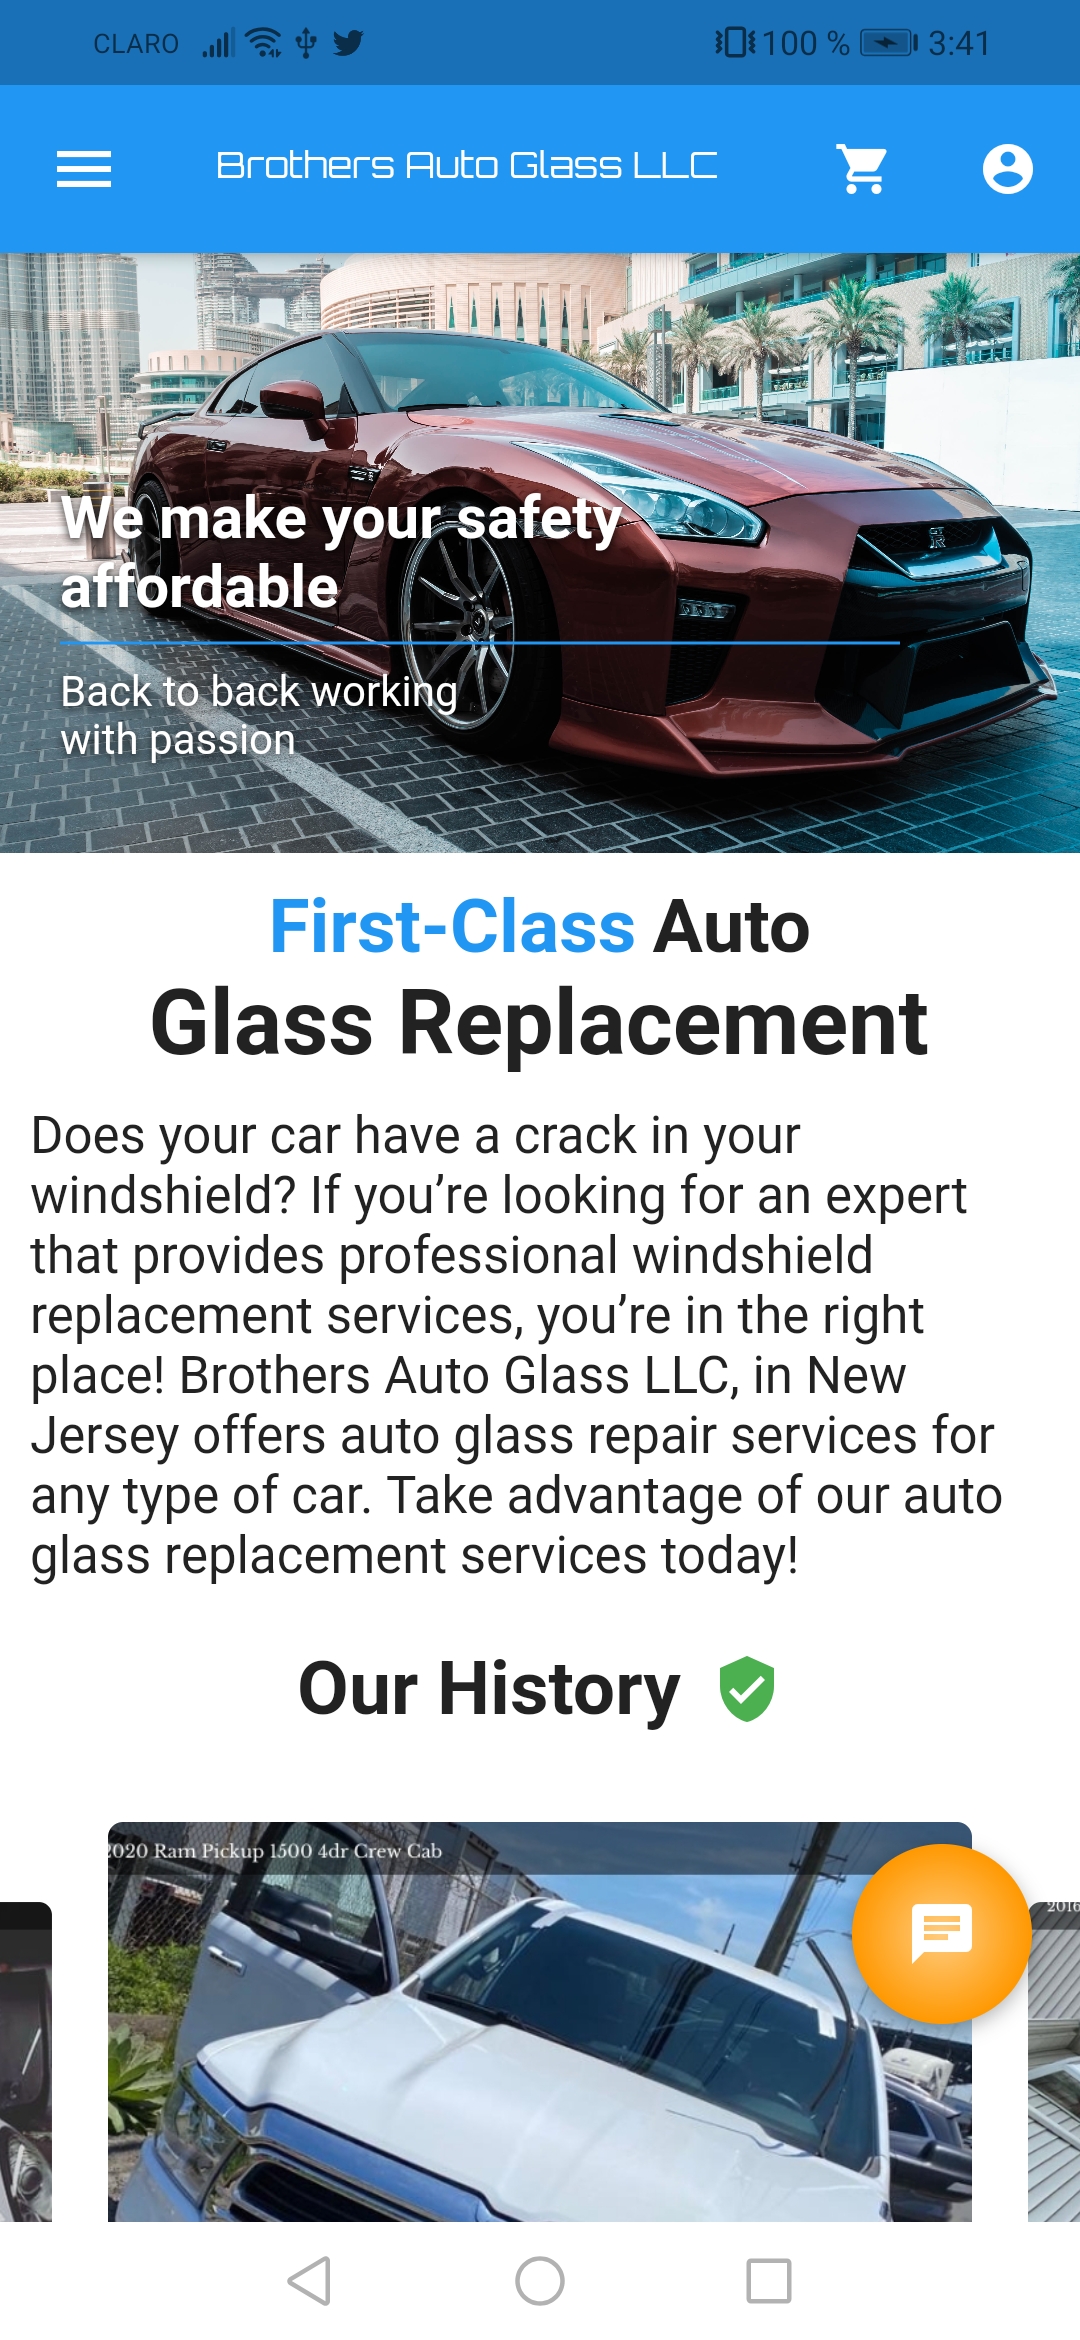 CLARO 100 % 3:41
Brothers Auto Glass LLC
We make your safety
affordable
Back to back working
with passion
First-Class Auto
Glass Replacement
Does your car have a crack in your
windshield? If you’re looking for an expert
that provides professional windshield
replacement services, you’re in the right
place! Brothers Auto Glass LLC, in New
Jersey offers auto glass repair services for
any type of car. Take advantage of our auto
glass replacement services today!
Our History
2020 Ram Pickup 1500 4dr Crew Cab
2016